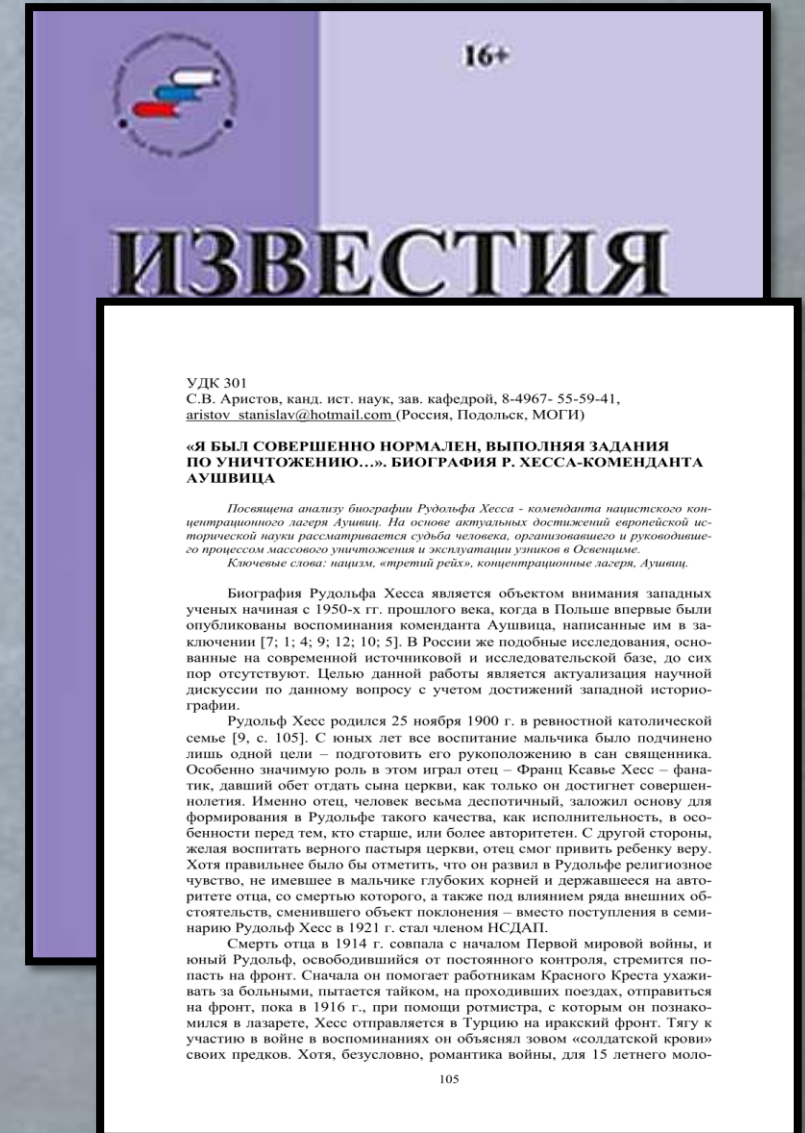 16+
ИЗВЕСТИЯ
УДК 301
С.В. Аристов, канд. ист. наук, зав. кафедрой, 8-4967- 55-59-41,
aristov_stanislav@hotmail.com (Россия, Подольск, МОГИ)
«Я БЫЛ СОВЕРШЕННО НОРМАЛЕН, ВЫПОЛНЯЯ ЗАДАНИЯ
ПО УНИЧТОЖЕНИЮ…». БИОГРАФИЯ Р. ХЕССА-КОМЕНДАНТА
АУШВИЦА
Посвящена анализу биографии Рудольфа Хесса - коменданта нацистского кон-
центрационного лагеря Аушвиц. На основе актуальных достижений европейской ис-
торической науки рассматривается судьба человека, организовавшего и руководивше-
го процессом массового уничтожения и эксплуатации узников в Освенциме.
Ключевые слова: нацизм, «третий рейх», концентрационные лагеря, Аушвиц.
Биография Рудольфа Хесса является объектом внимания западных
ученых начиная с 1950-х гг. прошлого века, когда в Польше впервые были
опубликованы воспоминания коменданта Аушвица, написанные им в за-
ключении [7; 1; 4; 9; 12; 10; 5]. В России же подобные исследования, осно-
ванные на современной источниковой и исследовательской базе, до сих
пор отсутствуют. Целью данной работы является актуализация научной
дискуссии по данному вопросу с учетом достижений западной историо-
графии.
Рудольф Хесс родился 25 ноября 1900 г. в ревностной католической
семье [9, с. 105]. С юных лет все воспитание мальчика было подчинено
лишь одной цели – подготовить его рукоположению в сан священника.
Особенно значимую роль в этом играл отец – Франц Ксавье Хесс – фана-
тик, давший обет отдать сына церкви, как только он достигнет совершен-
нолетия. Именно отец, человек весьма деспотичный, заложил основу для
формирования в Рудольфе такого качества, как исполнительность, в осо-
бенности перед тем, кто старше, или более авторитетен. С другой стороны,
желая воспитать верного пастыря церкви, отец смог привить ребенку веру.
Хотя правильнее было бы отметить, что он развил в Рудольфе религиозное
чувство, не имевшее в мальчике глубоких корней и державшееся на авто-
ритете отца, со смертью которого, а также под влиянием ряда внешних об-
стоятельств, сменившего объект поклонения – вместо поступления в семи-
нарию Рудольф Хесс в 1921 г. стал членом НСДАП.
Смерть отца в 1914 г. совпала с началом Первой мировой войны, и
юный Рудольф, освободившийся от постоянного контроля, стремится по-
пасть на фронт. Сначала он помогает работникам Красного Креста ухажи-
вать за больными, пытается тайком, на проходивших поездах, отправиться
на фронт, пока в 1916 г., при помощи ротмистра, с которым он познако-
мился в лазарете, Хесс отправляется в Турцию на иракский фронт. Тягу к
участию в войне в воспоминаниях он объяснял зовом «солдатской крови»
своих предков. Хотя, безусловно, романтика войны, для 15 летнего моло-
105